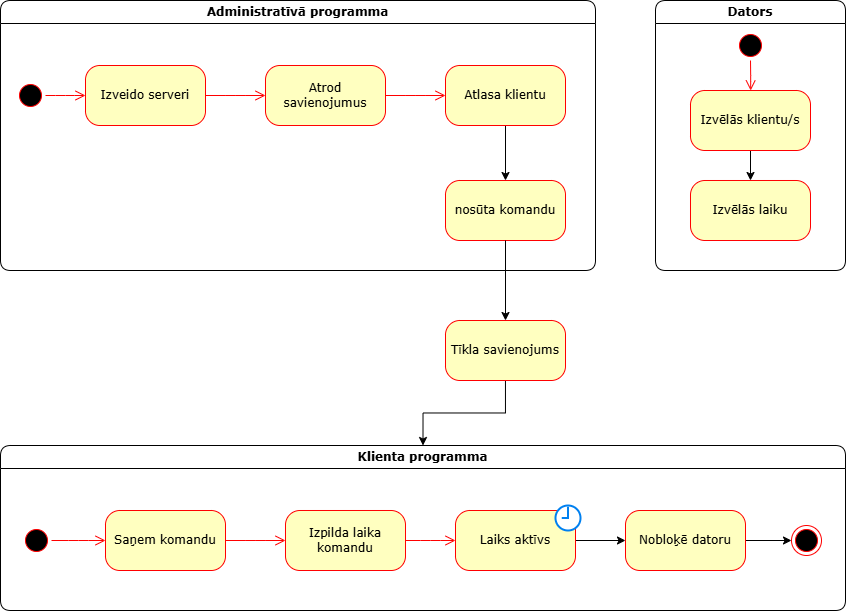 Administratīvā programma
Izveido serveri
Atrod
savienojumus
Atlasa klientu
nosūta komandu
Dators
Izvēlās klientu/s
Izvēlās laiku
Tīkla savienojums
Klienta programma
Saņem komandu
Izpilda laika
komandu
Laiks aktīvs
Nobloķē datoru